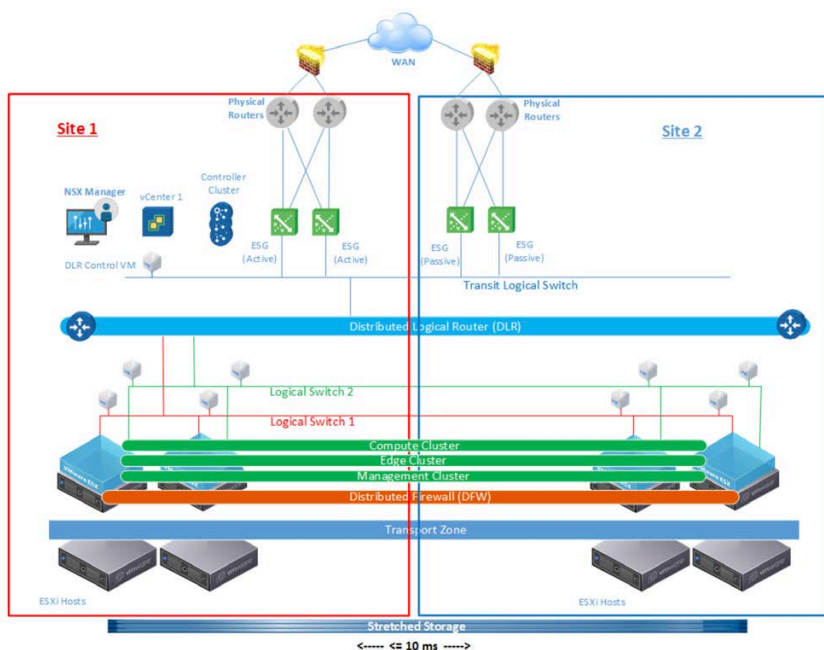 WAN
Physical
Routers
Physical
Routers
Site 1
Site 2
NSX Manager
vCenter 1
Controller
Cluster
ESG
(Active)
ESG
(Active)
ESG
(Passive)
ESG
(Passive)
DLR Control VM
Transit Logical Switch
Distributed Logical Router (DLR)
Logical Switch 2
Logical Switch 1
Compute Cluster
Edge Cluster
Management Cluster
Distributed Firewall (DFW)
VMware ESX
Transport Zone
ESXi Hosts
ESXi Hosts
Stretched Storage
<----- <= 10 ms ----->